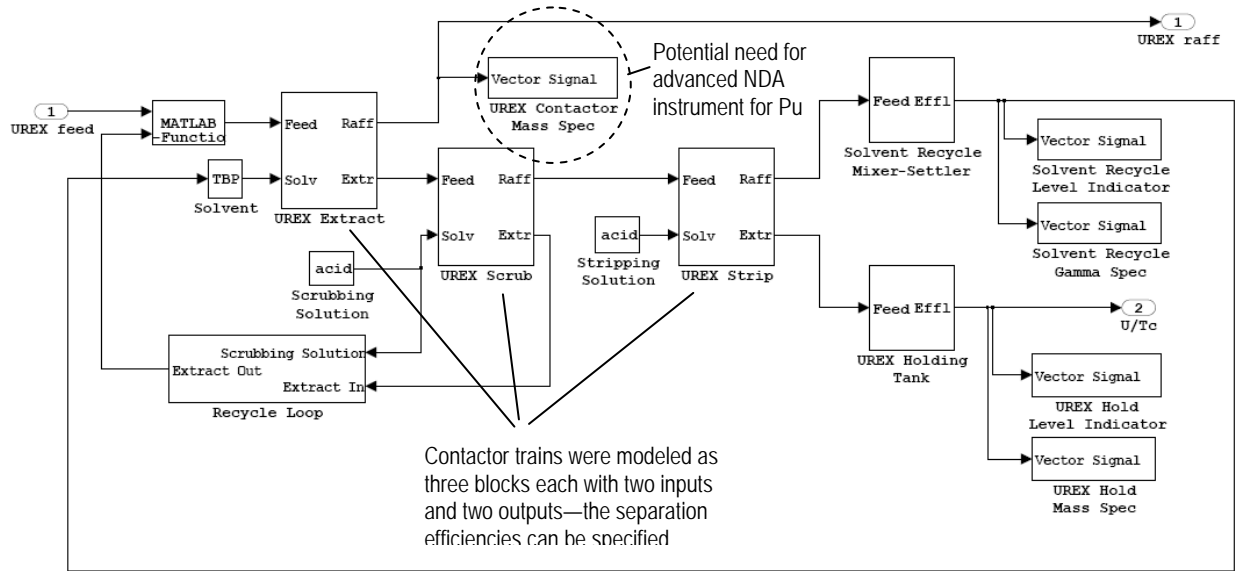 1
UREX raff
Potential need for
advanced NDA
instrument for Pu
Vector Signal
UREX Contactor
Mass Spec
1
UREX feed
MATLAB
Functio
Feed Raff
Solv Extr
UREX Extract
TBP
Solvent
Feed Raff
Solv Extr
UREX Scrub
acid
Scrubbing
Solution
Feed Raff
Solv Extr
UREX Strip
acid
Stripping
Solution
Feed Effl
Solvent Recycle
Mixer-Settler
Vector Signal
Solvent Recycle
Level Indicator
Vector Signal
Solvent Recycle
Gamma Spec
Feed Effl
UREX Holding
Tank
2
U/Tc
Vector Signal
UREX Hold
Level Indicator
Vector Signal
UREX Hold
Mass Spec
Scrubbing Solution
Extract Out
Extract In
Recycle Loop
Contactor trains were modeled as
three blocks each with two inputs
and two outputs—the separation
efficiencies can be specified